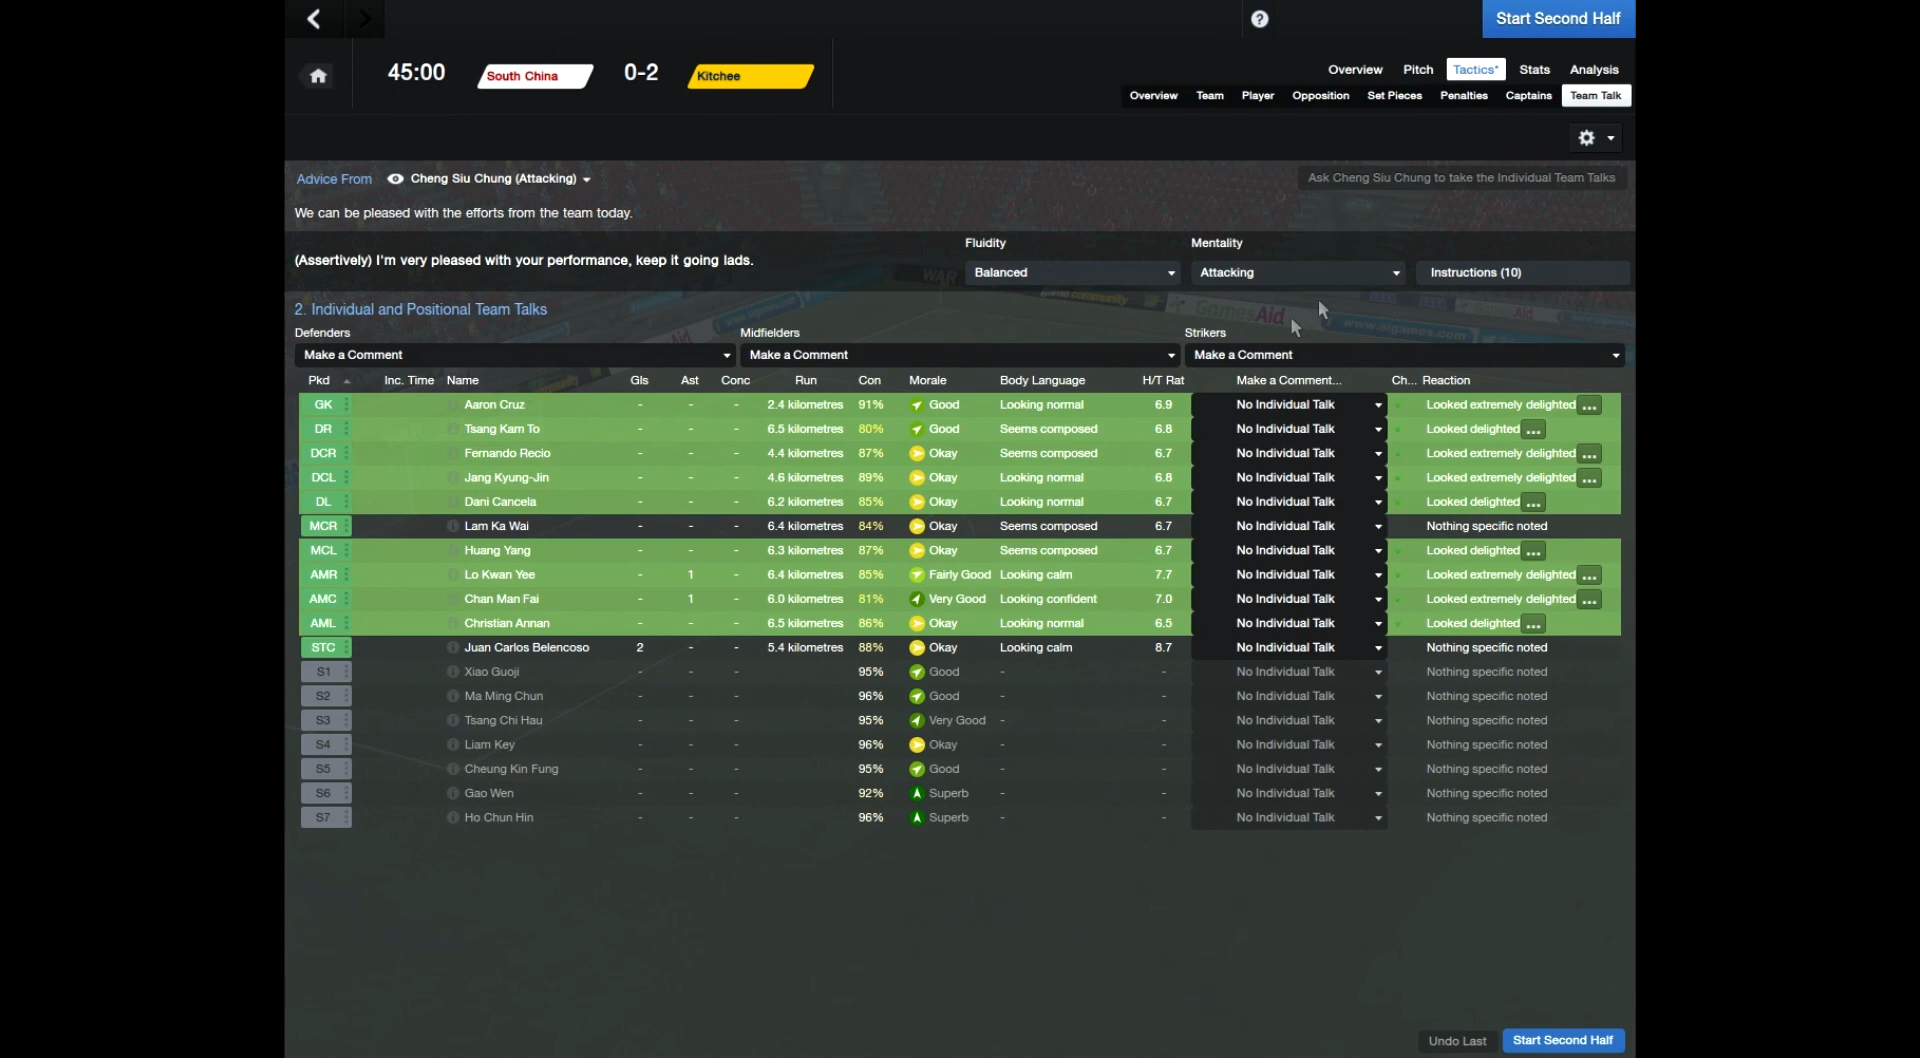 Start Second Half
45:00 South China 0-2 Kitchee
Overview Pitch Tactics* Stats Analysis
Overview Team Player Opposition Set Pieces Penalties Captains Team Talk
Advice From Cheng Siu Chung (Attacking) Ask Cheng Siu Chung to take the Individual Team Talks
We can be pleased with the efforts from the team today.
Fluidity Mentality
(Assertively) I'm very pleased with your performance, keep it going lads.
Balanced Attacking Instructions (10)
2. Individual and Positional Team Talks
Defenders Midfielders Strikers
Make a Comment Make a Comment Make a Comment
Pkd Inc. Time Name Gls Ast Conc Run Con Morale Body Language H/T Rat Make a Comment... Ch... Reaction
GK Aaron Cruz - - - 2.4 kilometres 91% Good Looking normal 6.9 No Individual Talk Looked extremely delighted ...
DR Tsang Kam To - - - 6.5 kilometres 80% Good Seems composed 6.8 No Individual Talk Looked delighted ...
DCR Fernando Recio - - - 4.4 kilometres 87% Okay Seems composed 6.7 No Individual Talk Looked extremely delighted ...
DCL Jang Kyung-Jin - - - 4.6 kilometres 89% Okay Looking normal 6.8 No Individual Talk Looked extremely delighted ...
DL Dani Cancela - - - 6.2 kilometres 85% Okay Looking normal 6.7 No Individual Talk Looked delighted ...
MCR Lam Ka Wai - - - 6.4 kilometres 84% Okay Seems composed 6.7 No Individual Talk Nothing specific noted
MCL Huang Yang - - - 6.3 kilometres 87% Okay Seems composed 6.7 No Individual Talk Looked delighted ...
AMR Lo Kwan Yee - 1 - 6.4 kilometres 85% Fairly Good Looking calm 7.7 No Individual Talk Looked extremely delighted ...
AMC Chan Man Fai - 1 - 6.0 kilometres 81% Very Good Looking confident 7.0 No Individual Talk Looked extremely delighted ...
AML Christian Annan - - - 6.5 kilometres 86% Okay Looking normal 6.5 No Individual Talk Looked delighted ...
STC Juan Carlos Belencoso 2 - - 5.4 kilometres 88% Okay Looking calm 8.7 No Individual Talk Nothing specific noted
S1 Xiao Guoji - - - 95% Good - - No Individual Talk Nothing specific noted
S2 Ma Ming Chun - - - 96% Good - - No Individual Talk Nothing specific noted
S3 Tsang Chi Hau - - - 95% Very Good - - No Individual Talk Nothing specific noted
S4 Liam Key - - - 96% Okay - - No Individual Talk Nothing specific noted
S5 Cheung Kin Fung - - - 95% Good - - No Individual Talk Nothing specific noted
S6 Gao Wen - - - 92% Superb - - No Individual Talk Nothing specific noted
S7 Ho Chun Hin - - - 96% Superb - - No Individual Talk Nothing specific noted
Undo Last Start Second Half